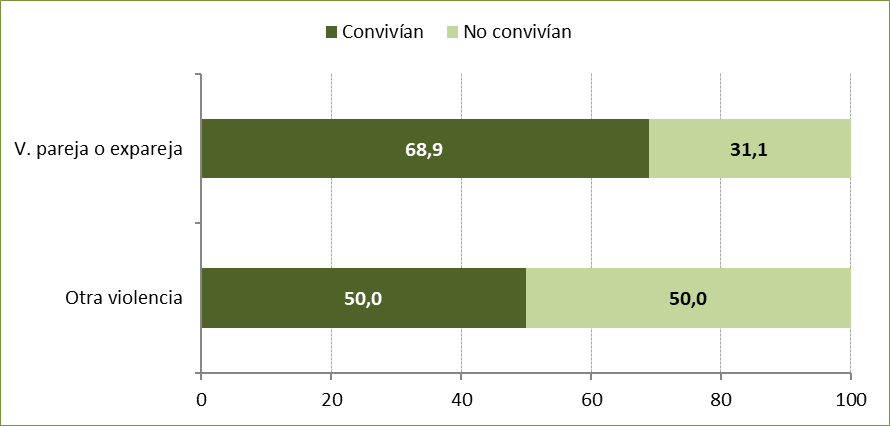 Convivían No convivían
V. pareja o expareja 68,9 31,1
Otra violencia 50,0 50,0
0 20 40 60 80 100